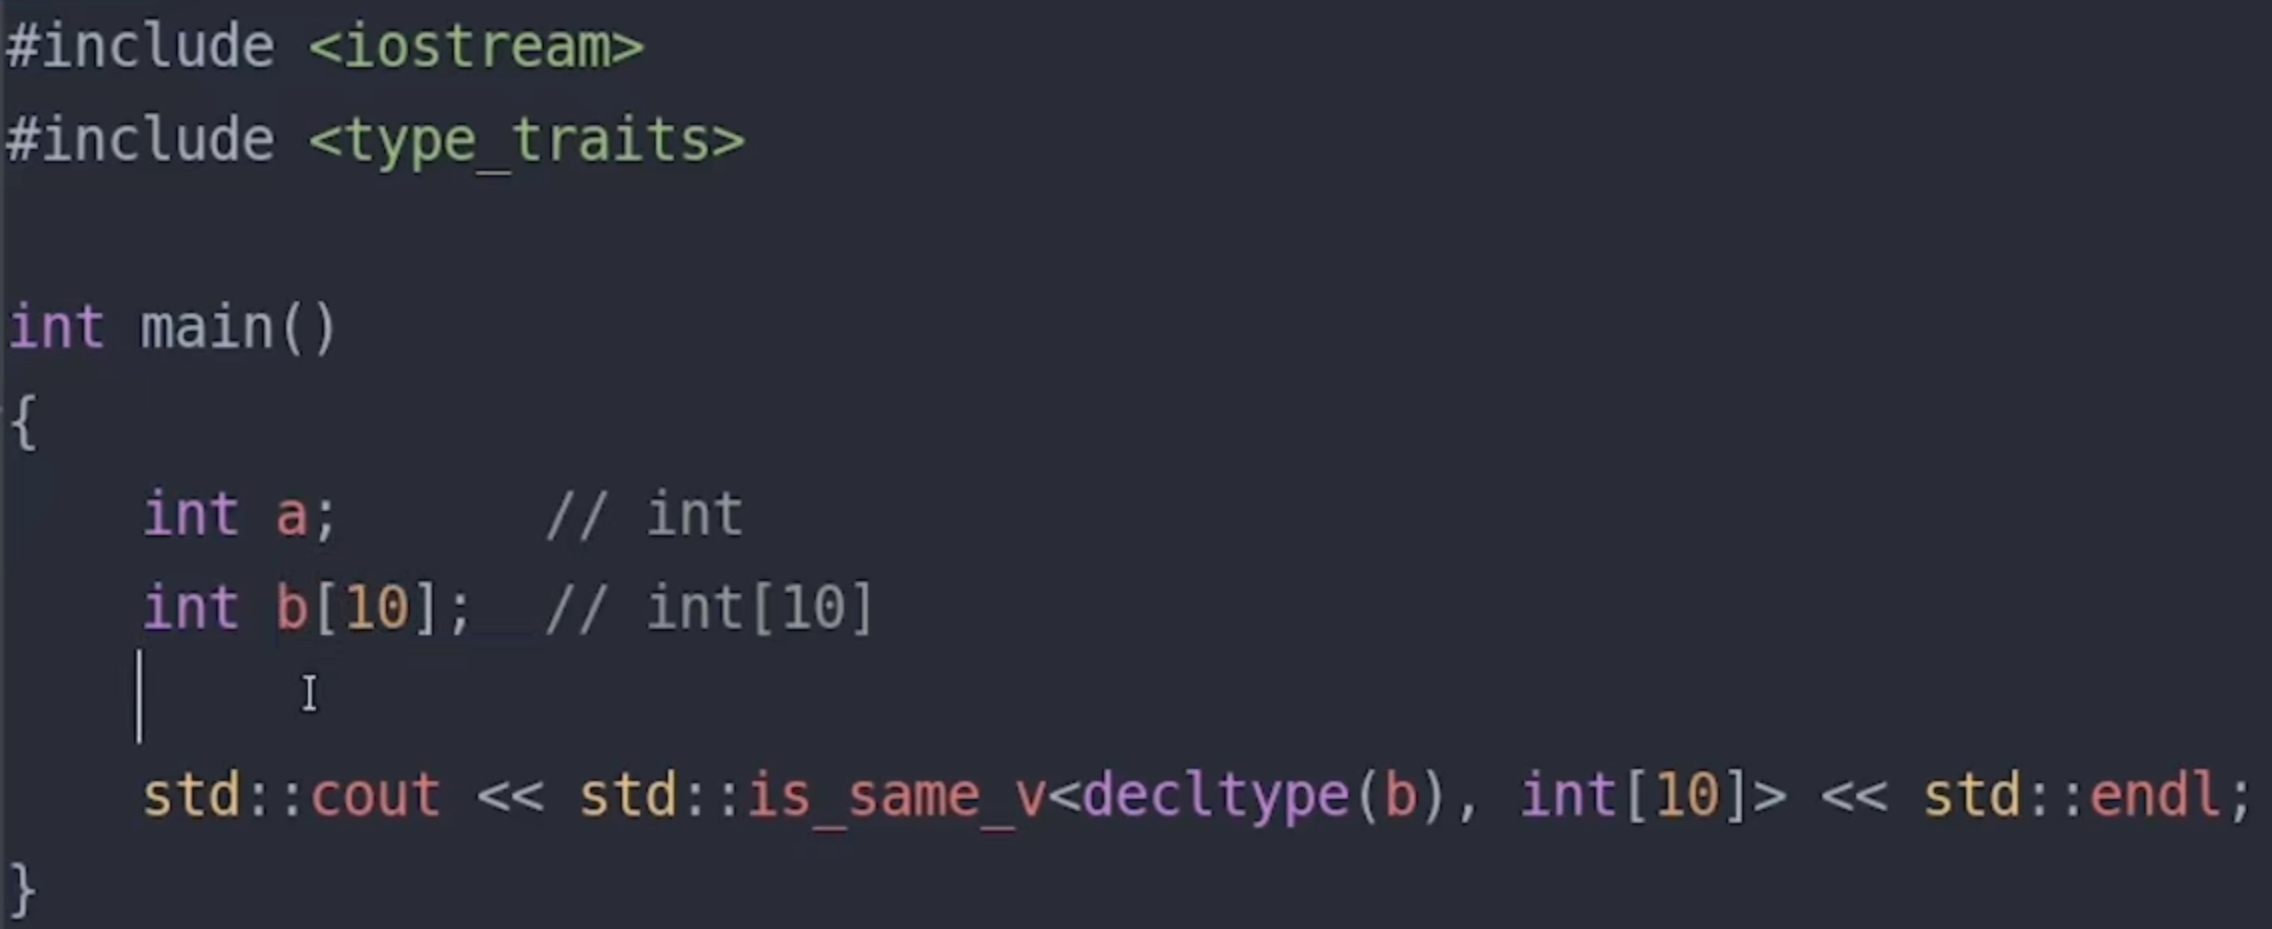 #include <iostream>
#include <type_traits>
int main()
{
    int a;      // int
    int b[10];  // int[10]
    std::cout << std::is_same_v<decltype(b), int[10]> << std::endl;
}